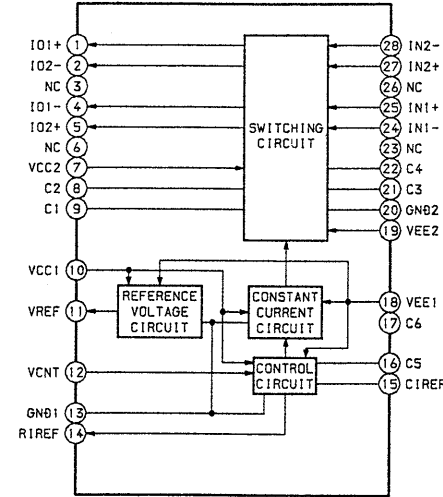 IO1+ 1
IO2- 2
NC 3
IO1- 4
IO2+ 5
NC 6
VCC2 7
C2 8
C1 9
VCC1 10
VREF 11
VCNT 12
GND1 13
RIREF 14
SWITCHING
CIRCUIT
REFERENCE
VOLTAGE
CIRCUIT
CONSTANT
CURRENT
CIRCUIT
CONTROL
CIRCUIT
28 IN2-
27 IN2+
26 NC
25 IN1+
24 IN1-
23 NC
22 C4
21 C3
20 GND2
19 VEE2
18 VEE1
17 C6
16 C5
15 CIREF